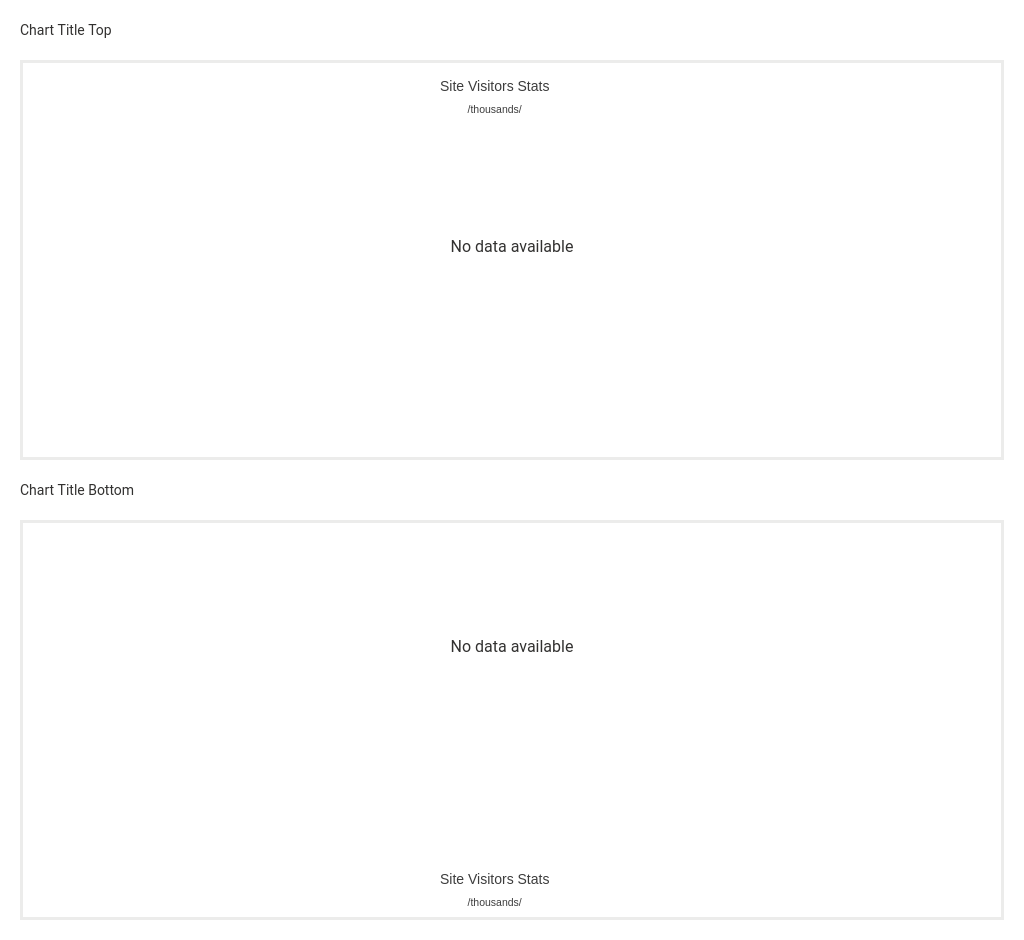 Chart Title Top
Site Visitors Stats
/thousands/
No data available
Chart Title Bottom
No data available
Site Visitors Stats
/thousands/